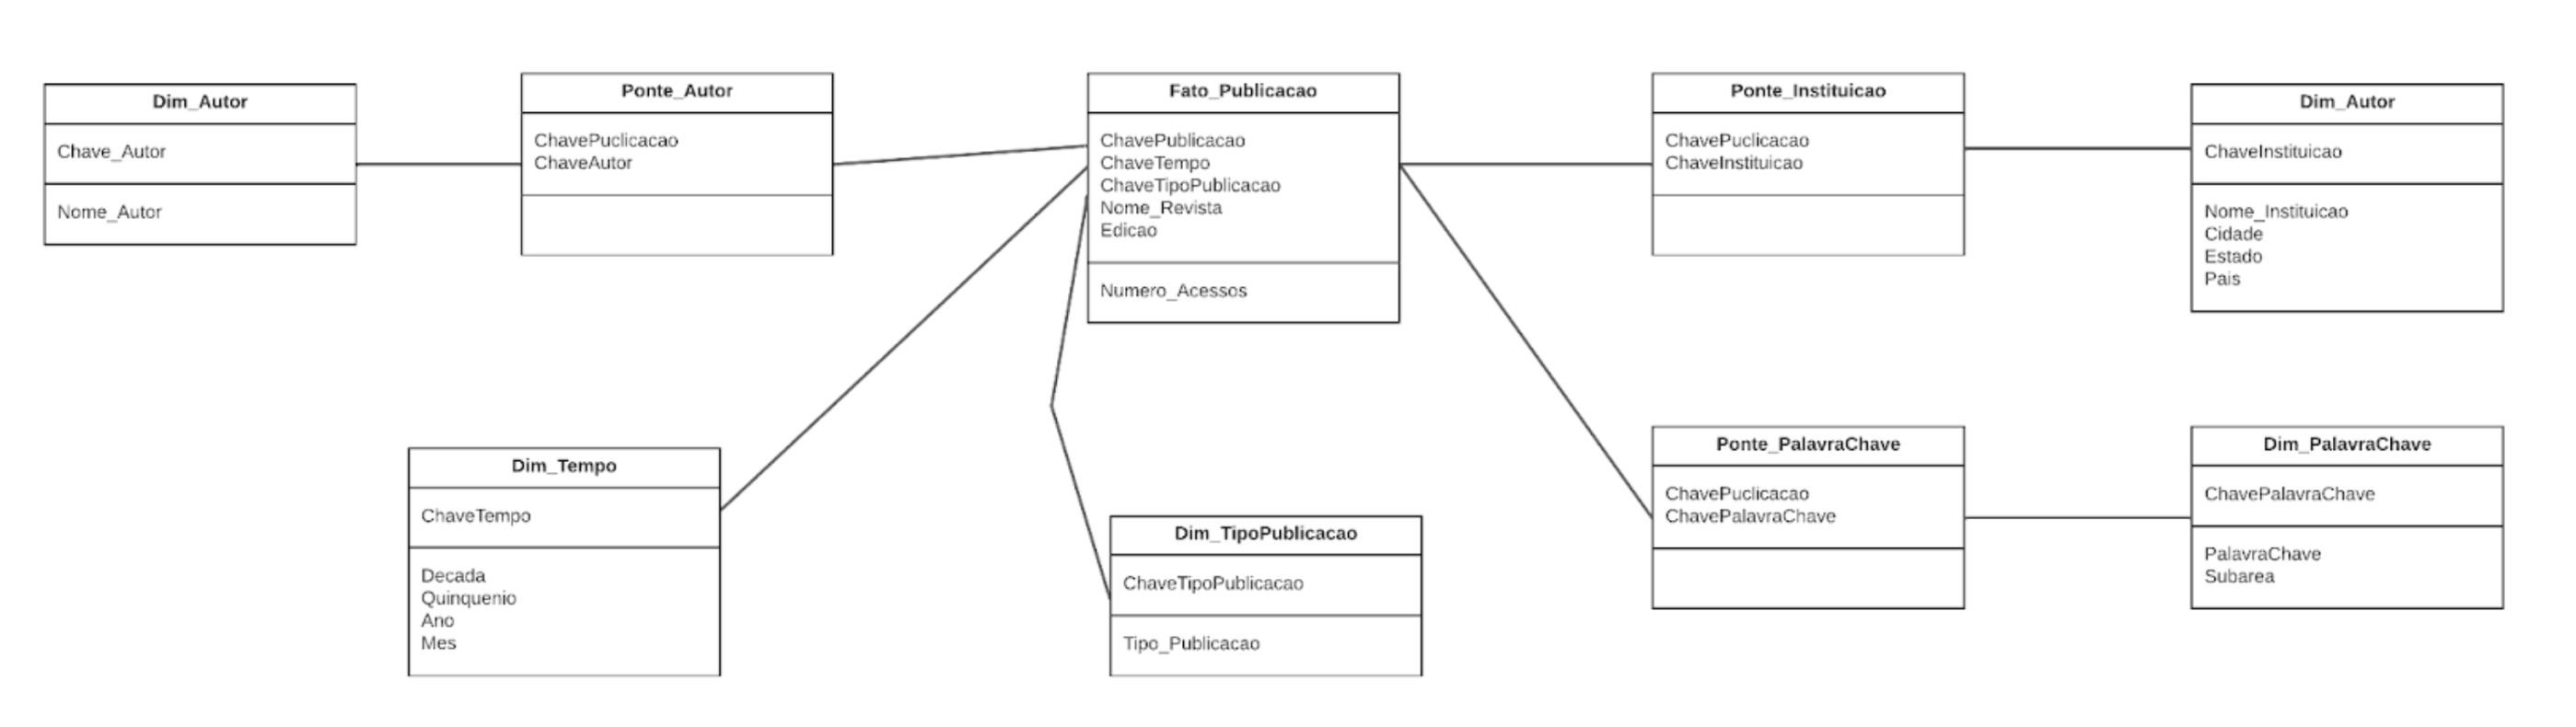 Dim_Autor
Chave_Autor
Nome_Autor
Ponte_Autor
ChavePuclicacao
ChaveAutor
Fato_Publicacao
ChavePublicacao
ChaveTempo
ChaveTipoPublicacao
Nome_Revista
Edicao
Numero_Acessos
Ponte_Instituicao
ChavePuclicacao
ChaveInstituicao
Dim_Autor
ChaveInstituicao
Nome_Instituicao
Cidade
Estado
Pais
Dim_Tempo
ChaveTempo
Decada
Quinquenio
Ano
Mes
Dim_TipoPublicacao
ChaveTipoPublicacao
Tipo_Publicacao
Ponte_PalavraChave
ChavePuclicacao
ChavePalavraChave
Dim_PalavraChave
ChavePalavraChave
PalavraChave
Subarea